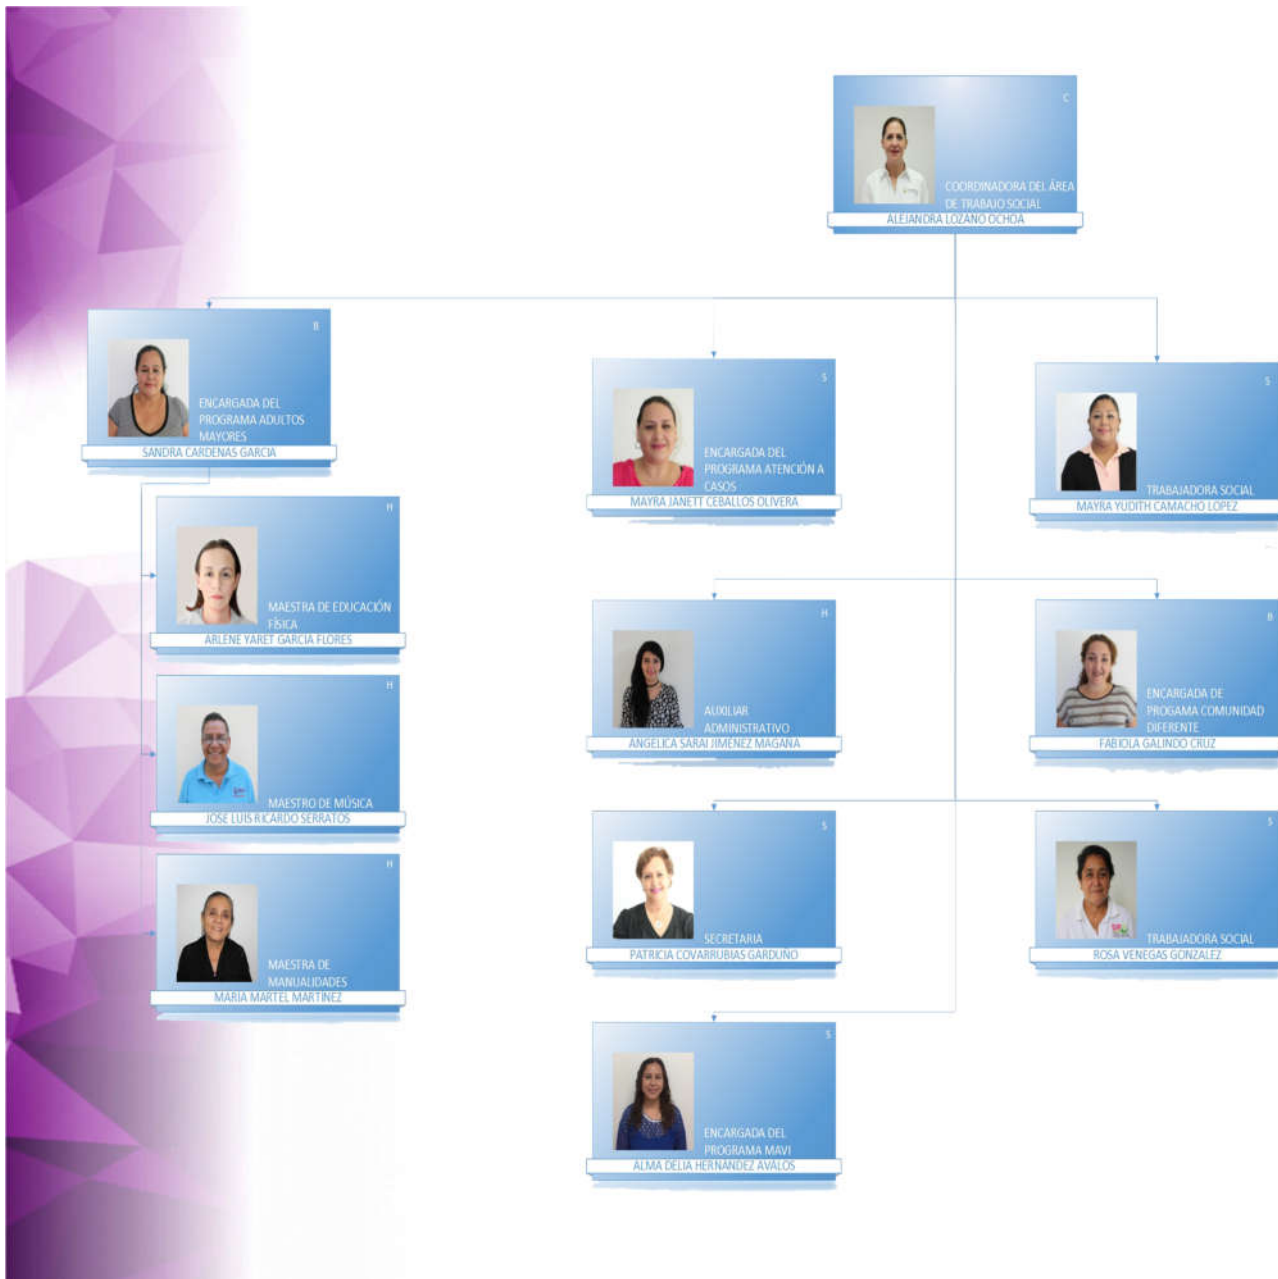 C
COORDINADORA DEL ÁREA
DE TRABAJO SOCIAL
ALEJANDRA LOZANO OCHOA
B
ENCARGADA DEL
PROGRAMA ADULTOS
MAYORES
SANDRA CARDENAS GARCIA
S
ENCARGADA DEL
PROGRAMA ATENCIÓN A
CASOS
MAYRA JANETT CEBALLOS OLIVERA
S
TRABAJADORA SOCIAL
MAYRA YUDITH CAMACHO LOPEZ
H
MAESTRA DE EDUCACIÓN
FÍSICA
ARLENE YARET GARCIA FLORES
H
AUXILIAR
ADMINISTRATIVO
ANGELICA SARAI JIMÉNEZ MAGAÑA
B
ENCARGADA DE
PROGAMA COMUNIDAD
DIFERENTE
FABIOLA GALINDO CRUZ
H
MAESTRO DE MÚSICA
JOSE LUIS RICARDO SERRATOS
S
SECRETARIA
PATRICIA COVARRUBIAS GARDUÑO
S
TRABAJADORA SOCIAL
ROSA VENEGAS GONZALEZ
H
MAESTRA DE
MANUALIDADES
MARIA MARTEL MARTINEZ
S
ENCARGADA DEL
PROGRAMA MAVI
ALMA DELIA HERNANDEZ AVALOS